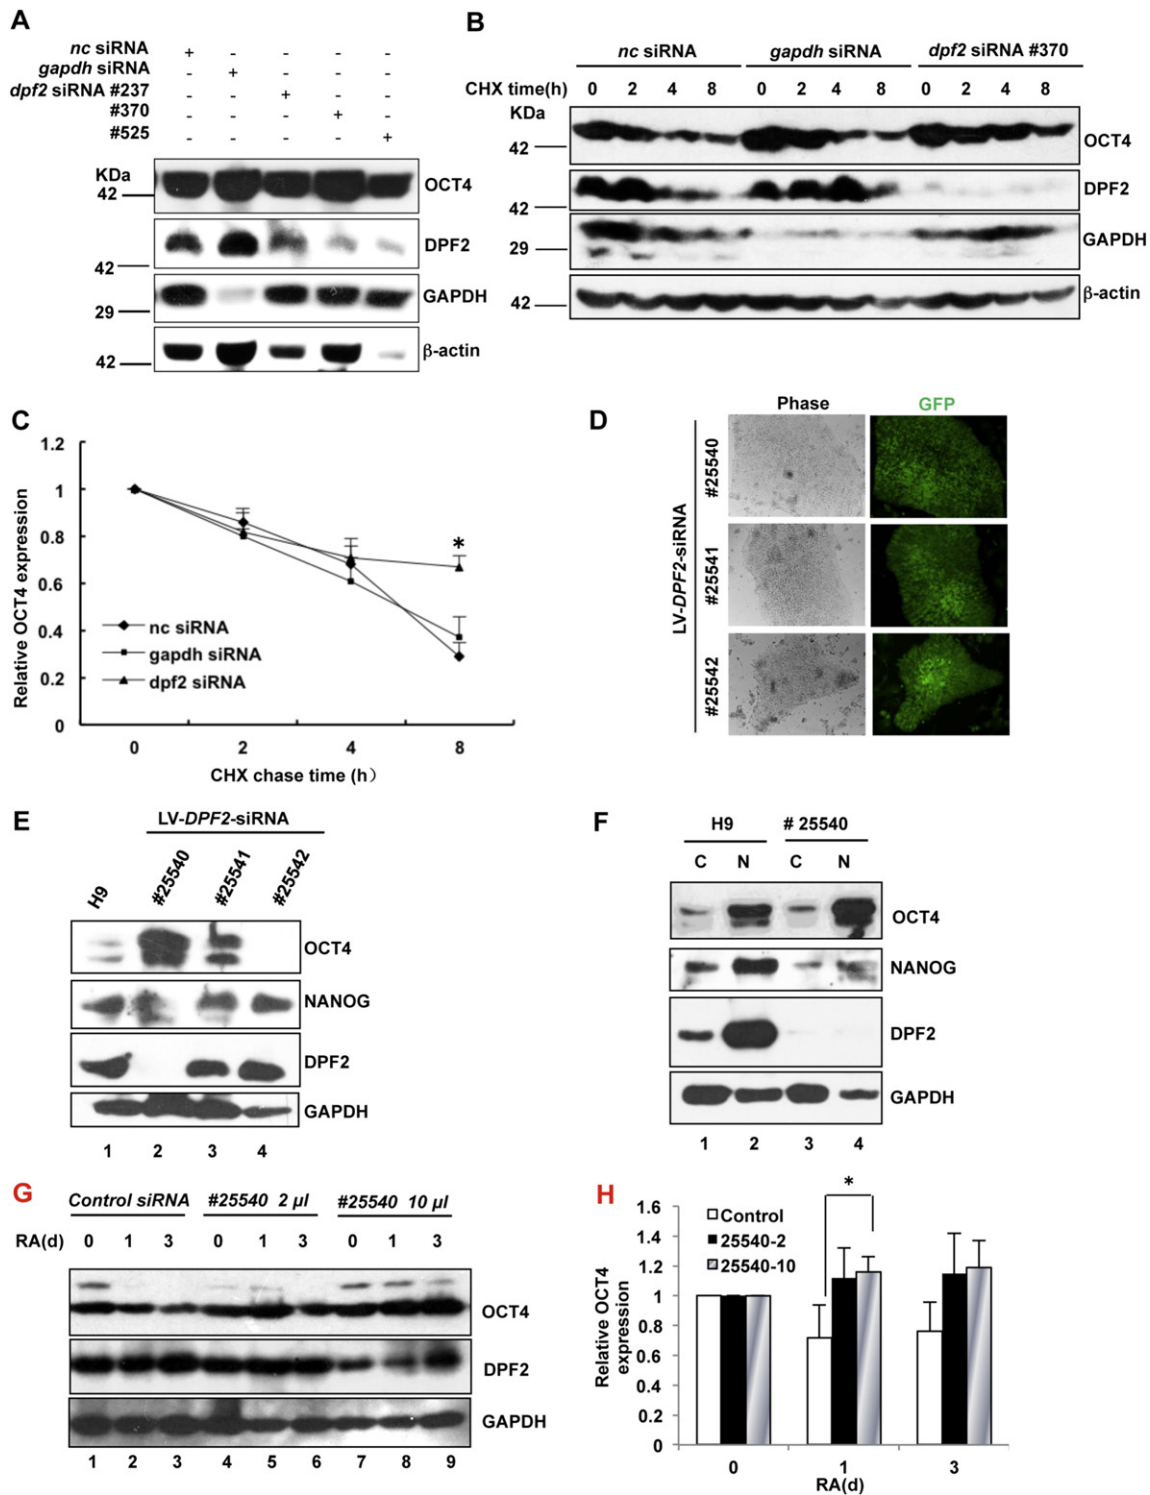 A
nc siRNA + - - - -
gapdh siRNA - + - - -
dpf2 siRNA #237 - - + - -
#370 - - - + -
#525 - - - - +
KDa
42
OCT4
42
DPF2
29
GAPDH
42
β-actin
B
nc siRNA gapdh siRNA dpf2 siRNA #370
CHX time(h) 0 2 4 8 0 2 4 8 0 2 4 8
KDa
42
OCT4
42
DPF2
29
GAPDH
42
β-actin
C
Relative OCT4 expression
1.2
1
0.8
0.6
0.4
0.2
0
*
nc siRNA
gapdh siRNA
dpf2 siRNA
0 2 4 8
CHX chase time (h)
D
Phase GFP
LV-DPF2-siRNA
#25540
#25541
#25542
E
LV-DPF2-siRNA
H9 #25540 #25541 #25542
OCT4
NANOG
DPF2
GAPDH
1 2 3 4
F
H9 # 25540
C N C N
OCT4
NANOG
DPF2
GAPDH
1 2 3 4
G
Control siRNA #25540 2 µl #25540 10 µl
RA(d) 0 1 3 0 1 3 0 1 3
OCT4
DPF2
GAPDH
1 2 3 4 5 6 7 8 9
H
Relative OCT4
expression
1.6
1.4
1.2
1
0.8
0.6
0.4
0.2
0
Control
25540-2
25540-10
*
0 1 3
RA(d)